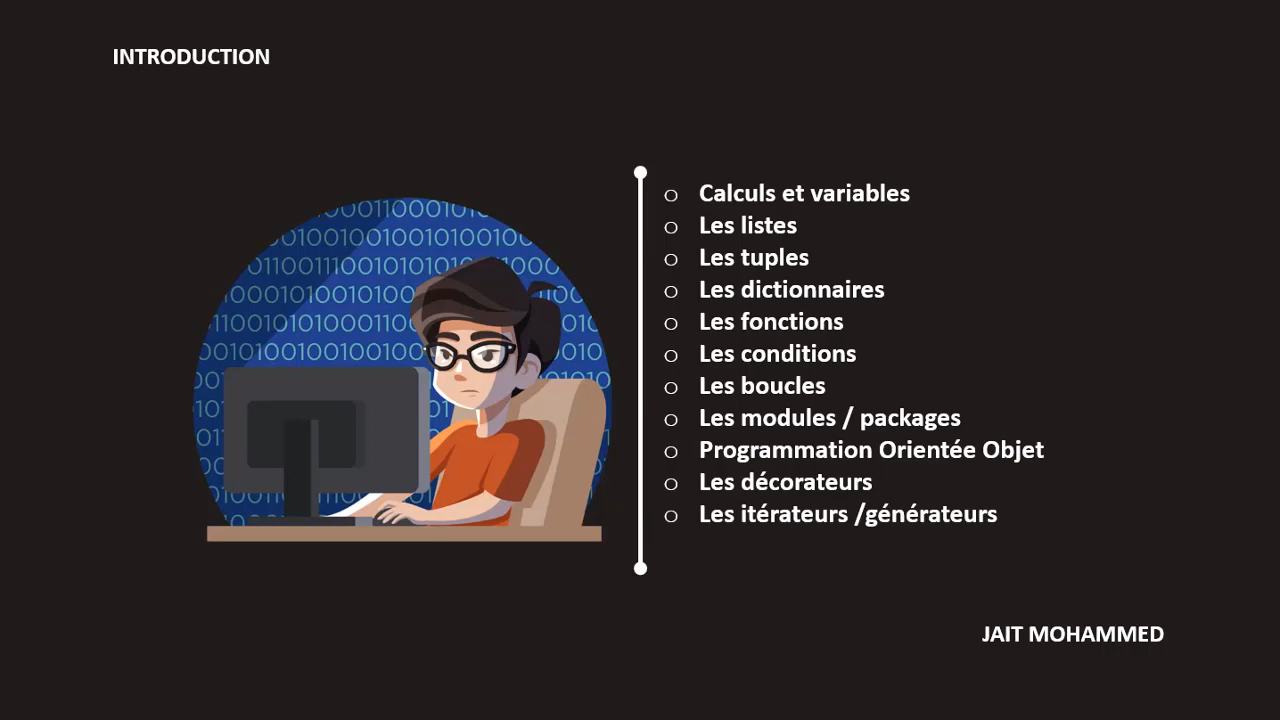 INTRODUCTION
o Calculs et variables
o Les listes
o Les tuples
o Les dictionnaires
o Les fonctions
o Les conditions
o Les boucles
o Les modules / packages
o Programmation Orientée Objet
o Les décorateurs
o Les itérateurs /générateurs
JAIT MOHAMMED